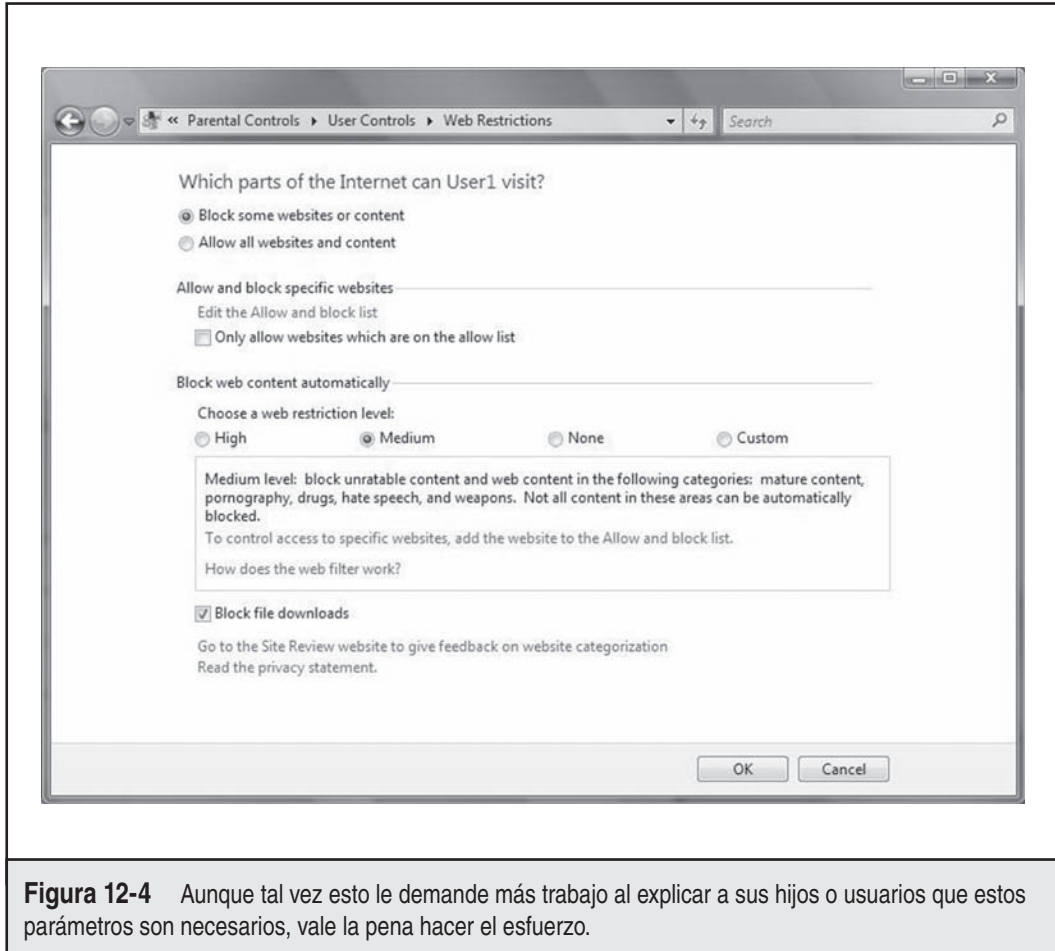 « Parental Controls ▸ User Controls ▸ Web Restrictions
Search
Which parts of the Internet can User1 visit?
Block some websites or content
Allow all websites and content
Allow and block specific websites
Edit the Allow and block list
Only allow websites which are on the allow list
Block web content automatically
Choose a web restriction level:
High Medium None Custom
Medium level: block unratable content and web content in the following categories: mature content,
pornography, drugs, hate speech, and weapons. Not all content in these areas can be automatically
blocked.
To control access to specific websites, add the website to the Allow and block list.
How does the web filter work?
Block file downloads
Go to the Site Review website to give feedback on website categorization
Read the privacy statement.
OK Cancel
Figura 12-4 Aunque tal vez esto le demande más trabajo al explicar a sus hijos o usuarios que estos
parámetros son necesarios, vale la pena hacer el esfuerzo.